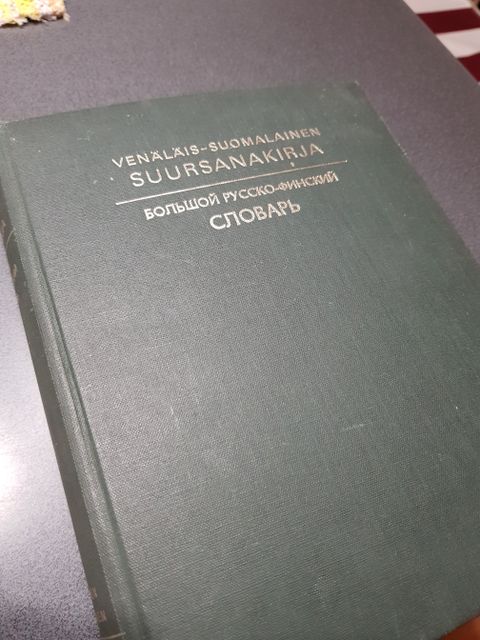 VENÄLÄIS-SUOMALAINEN
SUURSANAKIRJA
БОЛЬШОЙ РУССКО-ФИНСКИЙ
СЛОВАРЬ